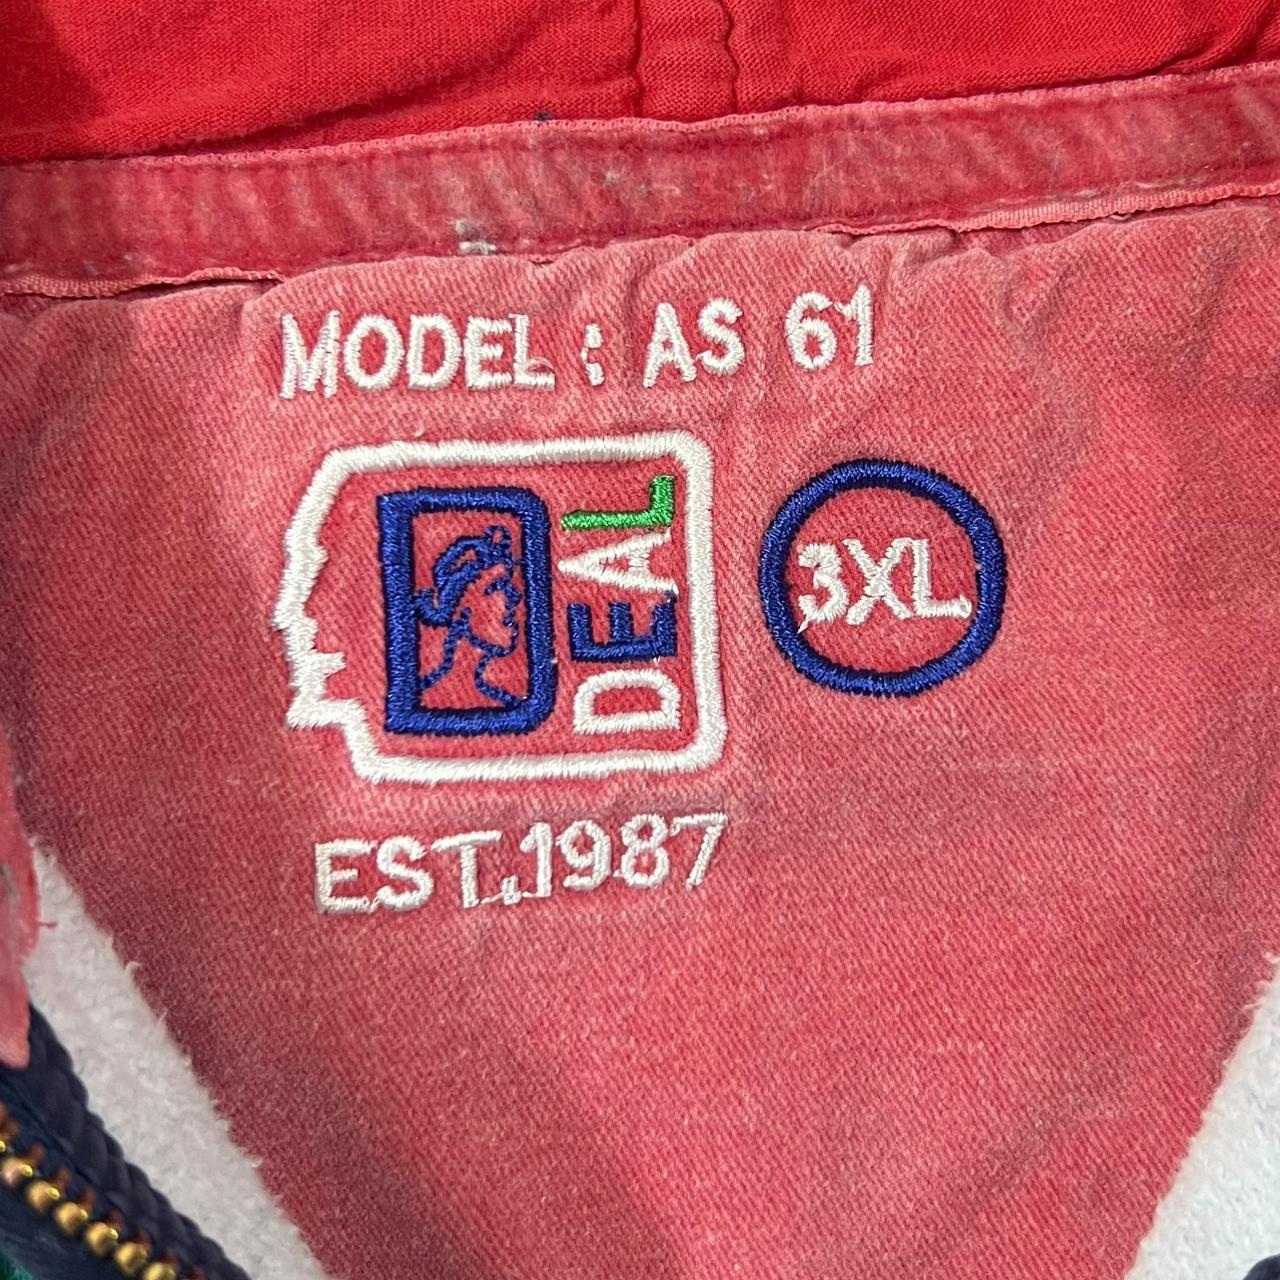 MODEL : AS 61
DEAL
3XL
EST.1987